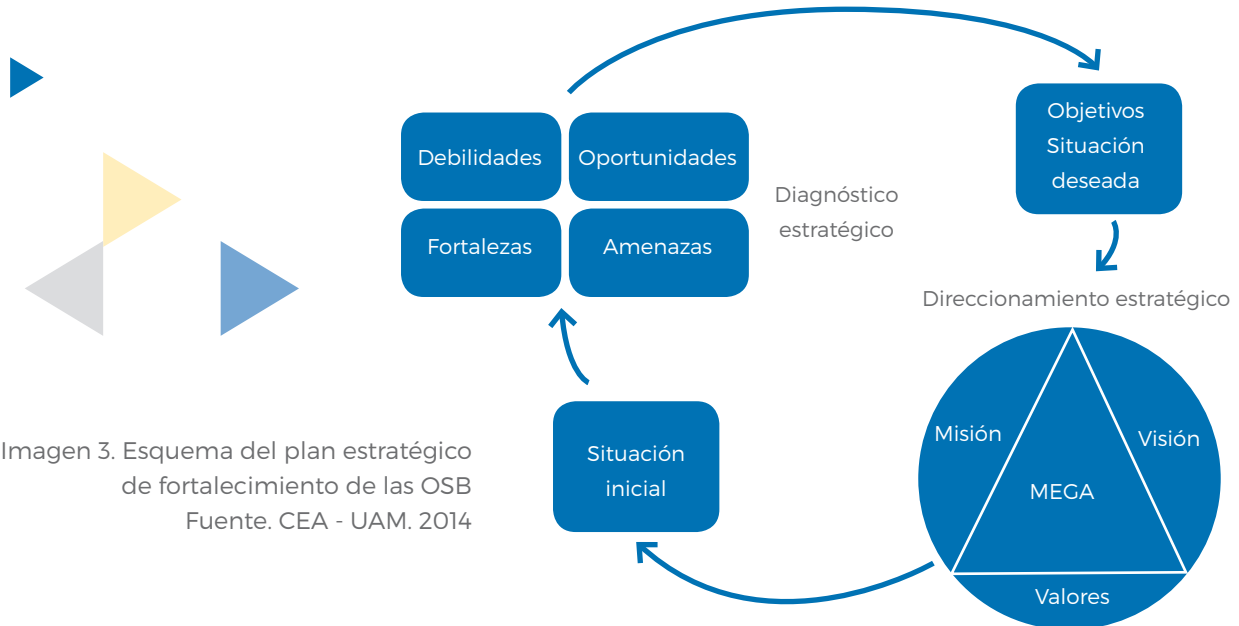 Debilidades
Oportunidades
Fortalezas
Amenazas
Diagnóstico
estratégico
Objetivos
Situación
deseada
Direccionamiento estratégico
Misión
Visión
MEGA
Valores
Situación
inicial
Imagen 3. Esquema del plan estratégico
de fortalecimiento de las OSB
Fuente. CEA - UAM. 2014